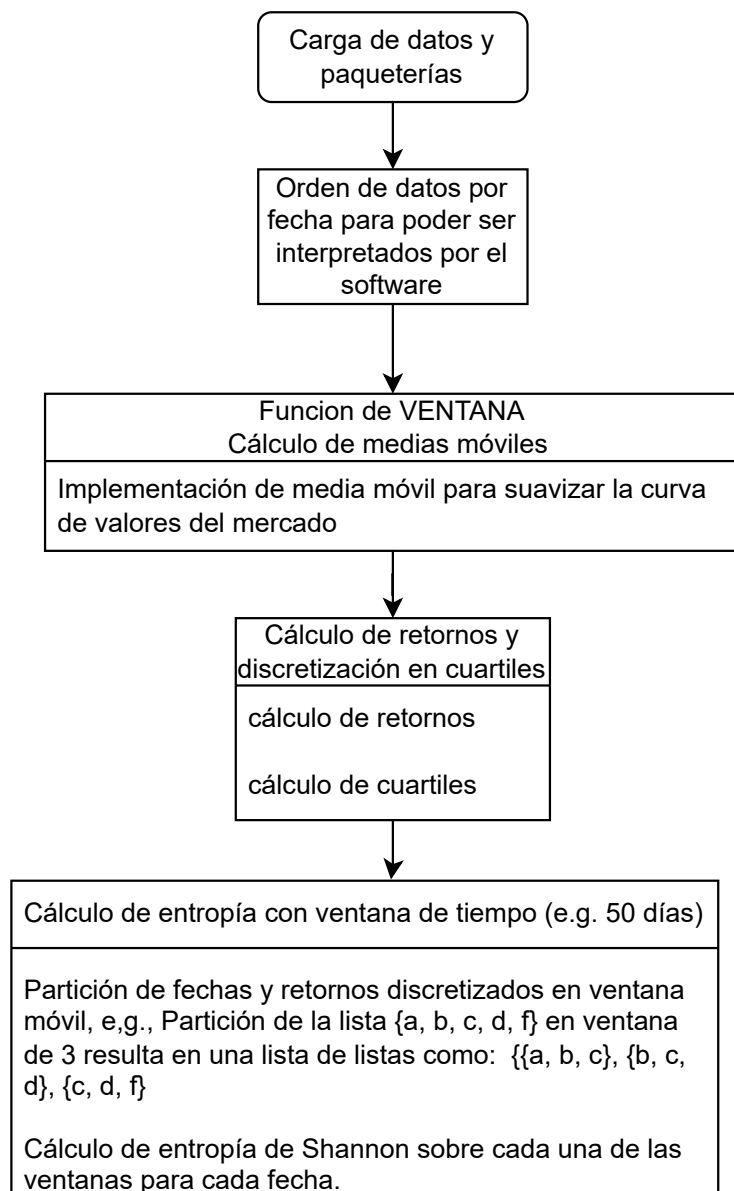 Carga de datos y
paqueterías
Orden de datos por
fecha para poder ser
interpretados por el
software
Funcion de VENTANA
Cálculo de medias móviles
Implementación de media móvil para suavizar la curva
de valores del mercado
Cálculo de retornos y
discretización en cuartiles
cálculo de retornos
cálculo de cuartiles
Cálculo de entropía con ventana de tiempo (e.g. 50 días)
Partición de fechas y retornos discretizados en ventana
móvil, e,g., Partición de la lista {a, b, c, d, f} en ventana
de 3 resulta en una lista de listas como:  {{a, b, c}, {b, c,
d}, {c, d, f}
Cálculo de entropía de Shannon sobre cada una de las
ventanas para cada fecha.